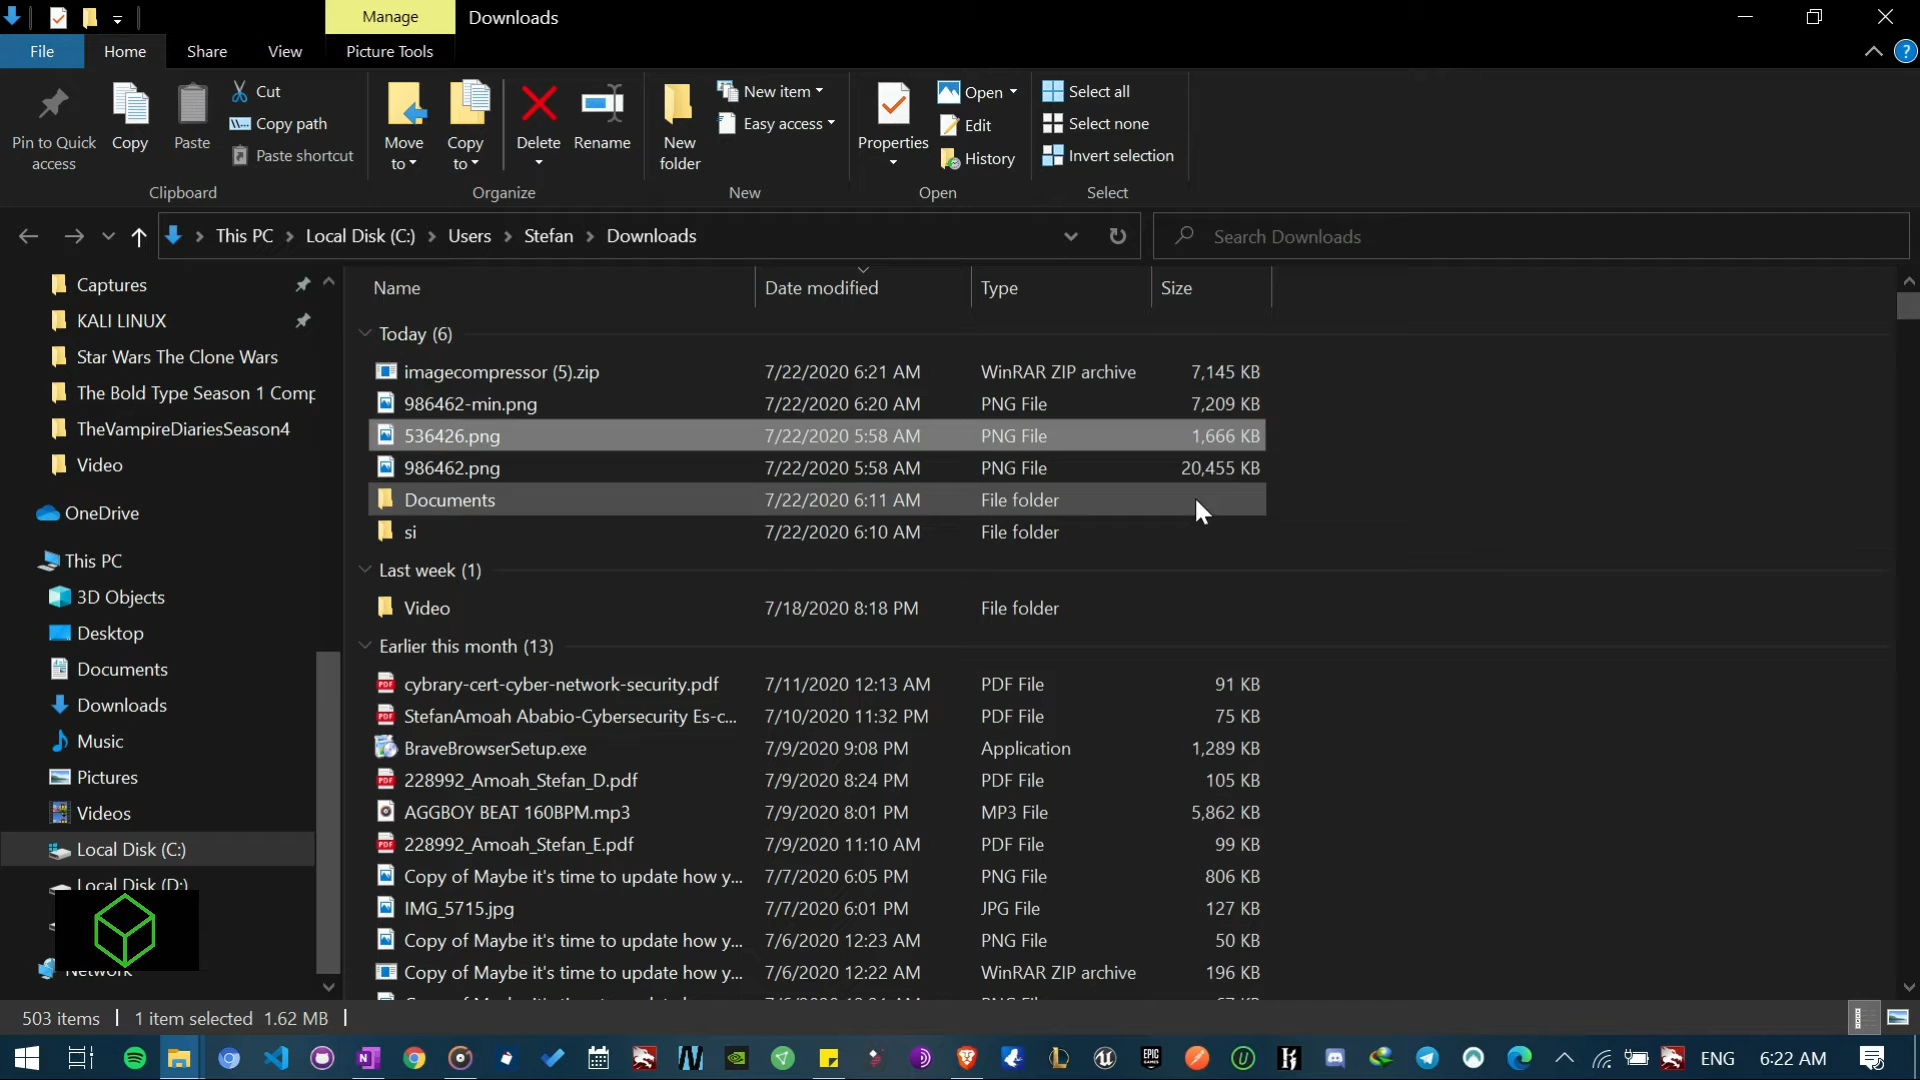 Manage
Downloads
File
Home
Share
View
Picture Tools
Pin to Quick access
Copy
Paste
Cut
Copy path
Paste shortcut
Clipboard
Move to
Copy to
Delete
Rename
Organize
New folder
New item
Easy access
New
Properties
Open
Edit
History
Open
Select all
Select none
Invert selection
Select
This PC > Local Disk (C:) > Users > Stefan > Downloads
Search Downloads
Captures
KALI LINUX
Star Wars The Clone Wars
The Bold Type Season 1 Comp
TheVampireDiariesSeason4
Video
OneDrive
This PC
3D Objects
Desktop
Documents
Downloads
Music
Pictures
Videos
Local Disk (C:)
Local Disk (D:)
Network
Name Date modified Type Size
Today (6)
imagecompressor (5).zip 7/22/2020 6:21 AM WinRAR ZIP archive 7,145 KB
986462-min.png 7/22/2020 6:20 AM PNG File 7,209 KB
536426.png 7/22/2020 5:58 AM PNG File 1,666 KB
986462.png 7/22/2020 5:58 AM PNG File 20,455 KB
Documents 7/22/2020 6:11 AM File folder
si 7/22/2020 6:10 AM File folder
Last week (1)
Video 7/18/2020 8:18 PM File folder
Earlier this month (13)
cybrary-cert-cyber-network-security.pdf 7/11/2020 12:13 AM PDF File 91 KB
StefanAmoah Ababio-Cybersecurity Es-c... 7/10/2020 11:32 PM PDF File 75 KB
BraveBrowserSetup.exe 7/9/2020 9:08 PM Application 1,289 KB
228992_Amoah_Stefan_D.pdf 7/9/2020 8:24 PM PDF File 105 KB
AGGBOY BEAT 160BPM.mp3 7/9/2020 8:01 PM MP3 File 5,862 KB
228992_Amoah_Stefan_E.pdf 7/9/2020 11:10 AM PDF File 99 KB
Copy of Maybe it's time to update how y... 7/7/2020 6:05 PM PNG File 806 KB
IMG_5715.jpg 7/7/2020 6:01 PM JPG File 127 KB
Copy of Maybe it's time to update how y... 7/6/2020 12:23 AM PNG File 50 KB
Copy of Maybe it's time to update how y... 7/6/2020 12:22 AM WinRAR ZIP archive 196 KB
503 items | 1 item selected 1.62 MB |
EPIC GAMES
ENG
6:22 AM